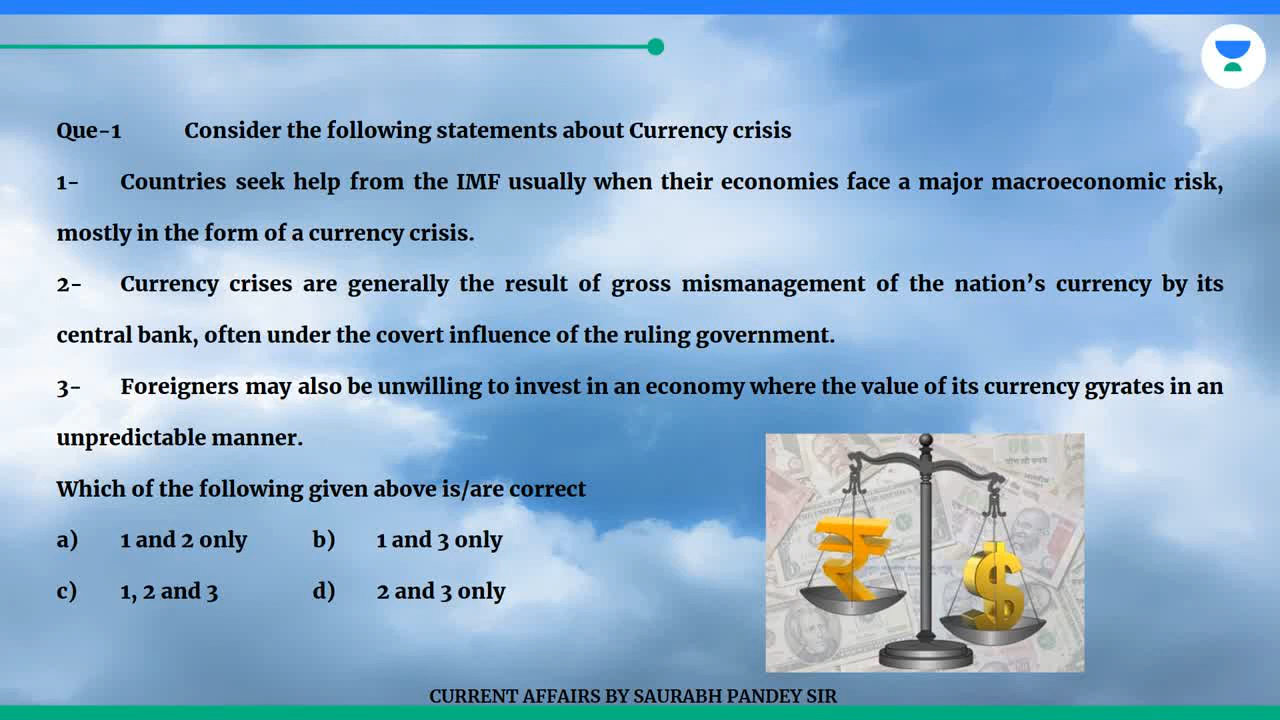 Que-1 Consider the following statements about Currency crisis
1- Countries seek help from the IMF usually when their economies face a major macroeconomic risk,
mostly in the form of a currency crisis.
2- Currency crises are generally the result of gross mismanagement of the nation’s currency by its
central bank, often under the covert influence of the ruling government.
3- Foreigners may also be unwilling to invest in an economy where the value of its currency gyrates in an
unpredictable manner.
Which of the following given above is/are correct
a) 1 and 2 only b) 1 and 3 only
c) 1, 2 and 3 d) 2 and 3 only
₹
$
CURRENT AFFAIRS BY SAURABH PANDEY SIR